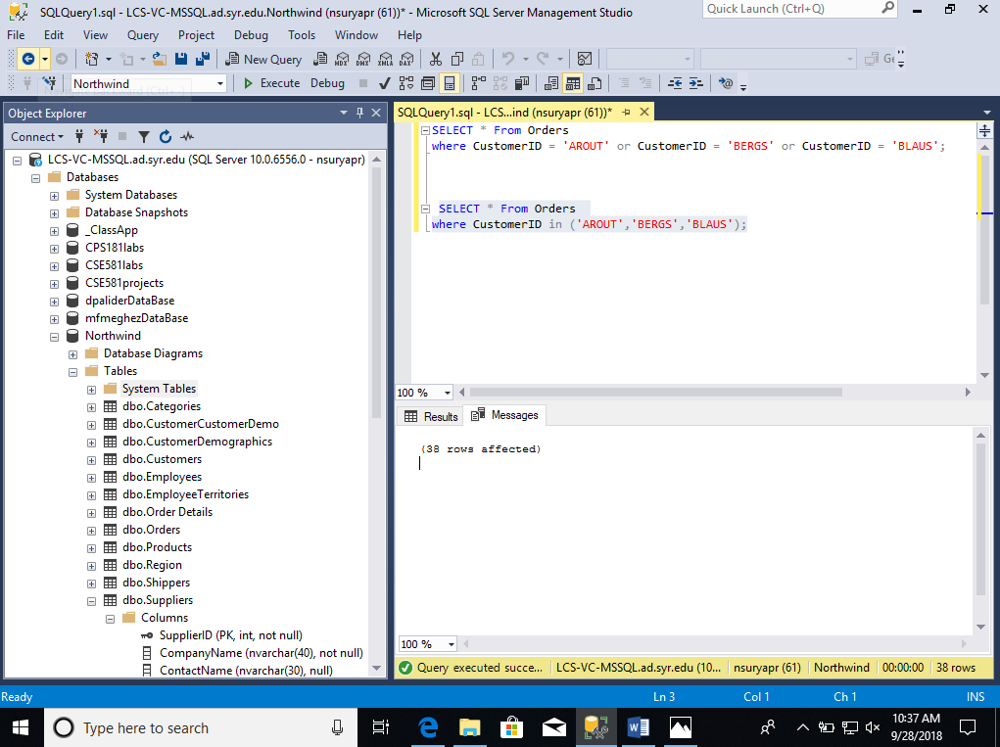 SQLQuery1.sql - LCS-VC-MSSQL.ad.syr.edu.Northwind (nsuryapr (61))* - Microsoft SQL Server Management Studio
Quick Launch (Ctrl+Q)
File Edit View Query Project Debug Tools Window Help
New Query MDX DMX XMLA DAX
Northwind Execute Debug
Object Explorer
Connect
LCS-VC-MSSQL.ad.syr.edu (SQL Server 10.0.6556.0 - nsuryapr)
Databases
System Databases
Database Snapshots
_ClassApp
CPS181labs
CSE581labs
CSE581projects
dpaliderDataBase
mfmeghezDataBase
Northwind
Database Diagrams
Tables
System Tables
dbo.Categories
dbo.CustomerCustomerDemo
dbo.CustomerDemographics
dbo.Customers
dbo.Employees
dbo.EmployeeTerritories
dbo.Order Details
dbo.Orders
dbo.Products
dbo.Region
dbo.Shippers
dbo.Suppliers
Columns
SupplierID (PK, int, not null)
CompanyName (nvarchar(40), not null)
ContactName (nvarchar(30), null)
SQLQuery1.sql - LCS...ind (nsuryapr (61))*
SELECT * From Orders
where CustomerID = 'AROUT' or CustomerID = 'BERGS' or CustomerID = 'BLAUS';
SELECT * From Orders
where CustomerID in ('AROUT','BERGS','BLAUS');
100 %
Results Messages
(38 rows affected)
100 %
Query executed succe... LCS-VC-MSSQL.ad.syr.edu (10... nsuryapr (61) Northwind 00:00:00 38 rows
Ready Ln 3 Col 1 Ch 1 INS
Type here to search
10:37 AM
9/28/2018